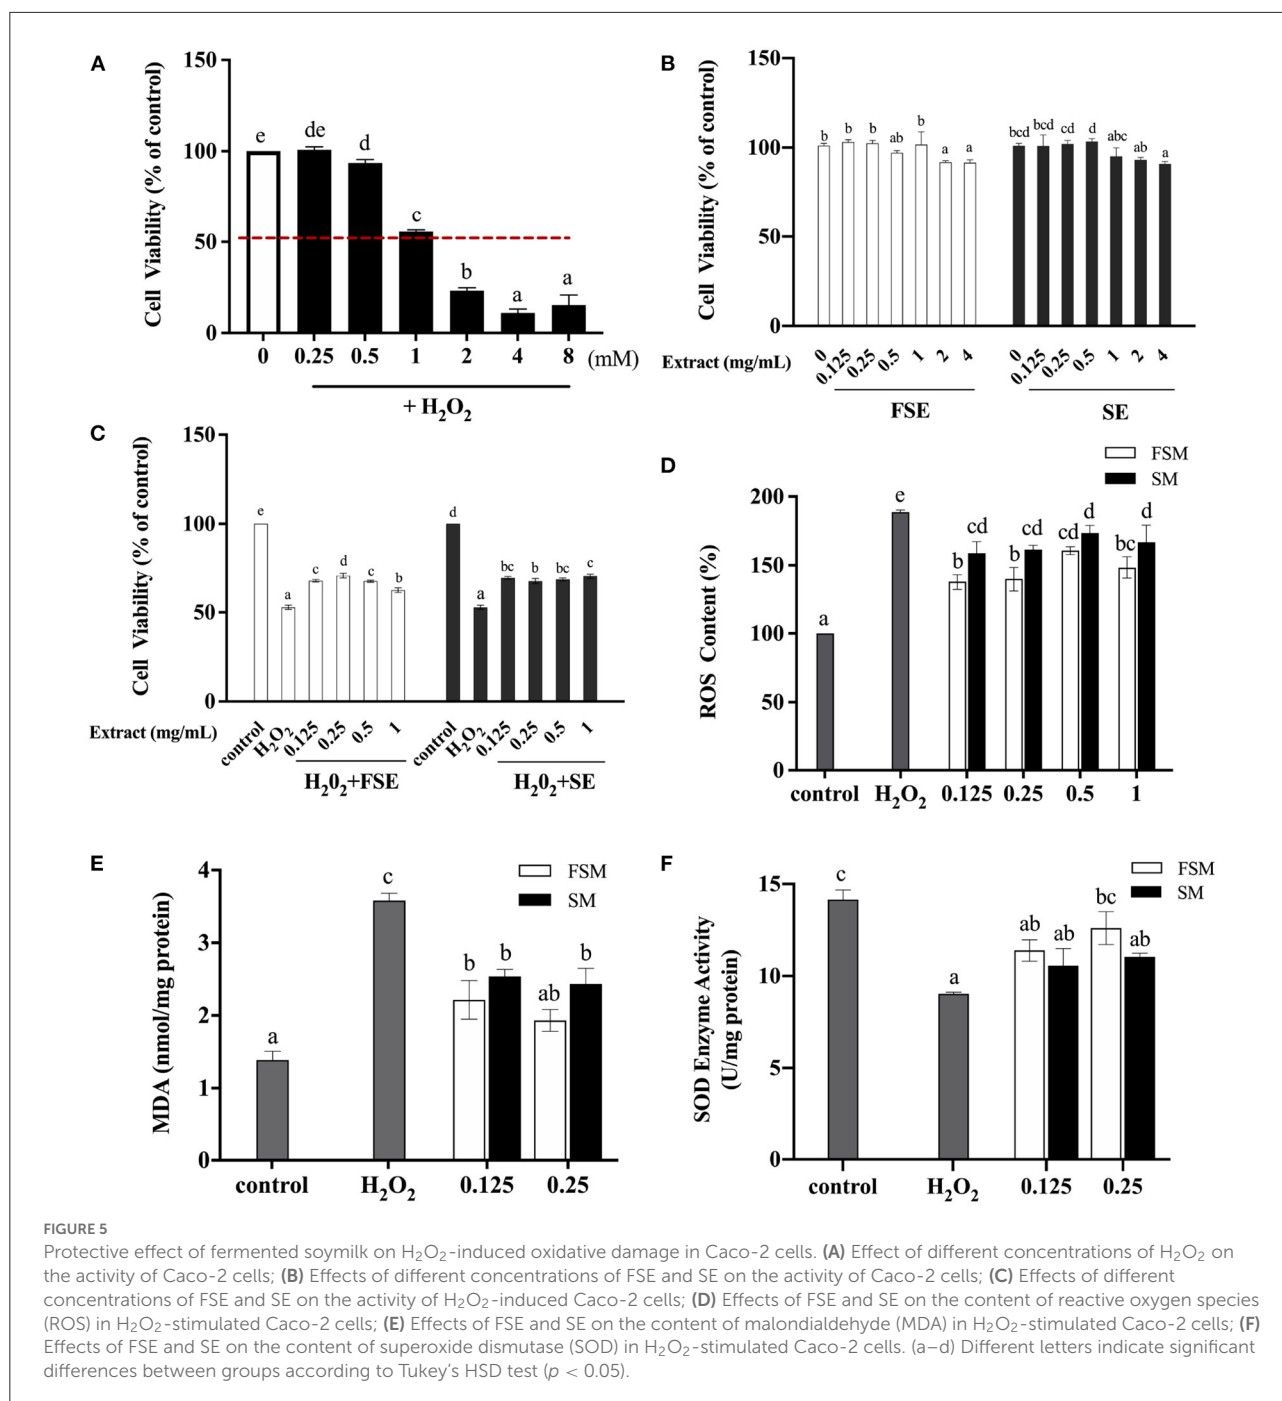 A
Cell Viability (% of control)
150
100
50
0
e
de
d
c
b
a
a
0 0.25 0.5 1 2 4 8 (mM)
+ H₂O₂
B
Cell Viability (% of control)
150
100
50
0
b b b ab b a a
bcd bcd cd d abc ab a
Extract (mg/mL) 0 0.125 0.25 0.5 1 2 4 0 0.125 0.25 0.5 1 2 4
FSE SE
C
Cell Viability (% of control)
150
100
50
0
e a c d c b
d a bc b bc c
Extract (mg/mL) control H₂O₂ 0.125 0.25 0.5 1 control H₂O₂ 0.125 0.25 0.5 1
H₂0₂+FSE H₂0₂+SE
D
FSM
SM
ROS Content (%)
200
150
100
50
0
a e b cd b cd cd d bc d
control H₂O₂ 0.125 0.25 0.5 1
E
FSM
SM
MDA (nmol/mg protein)
4
3
2
1
0
a c b b ab b
control H₂O₂ 0.125 0.25
F
FSM
SM
SOD Enzyme Activity
(U/mg protein)
15
10
5
0
c a ab ab bc ab
control H₂O₂ 0.125 0.25
FIGURE 5
Protective effect of fermented soymilk on H₂O₂-induced oxidative damage in Caco-2 cells. (A) Effect of different concentrations of H₂O₂ on
the activity of Caco-2 cells; (B) Effects of different concentrations of FSE and SE on the activity of Caco-2 cells; (C) Effects of different
concentrations of FSE and SE on the activity of H₂O₂-induced Caco-2 cells; (D) Effects of FSE and SE on the content of reactive oxygen species
(ROS) in H₂O₂-stimulated Caco-2 cells; (E) Effects of FSE and SE on the content of malondialdehyde (MDA) in H₂O₂-stimulated Caco-2 cells; (F)
Effects of FSE and SE on the content of superoxide dismutase (SOD) in H₂O₂-stimulated Caco-2 cells. (a–d) Different letters indicate significant
differences between groups according to Tukey's HSD test (p < 0.05).